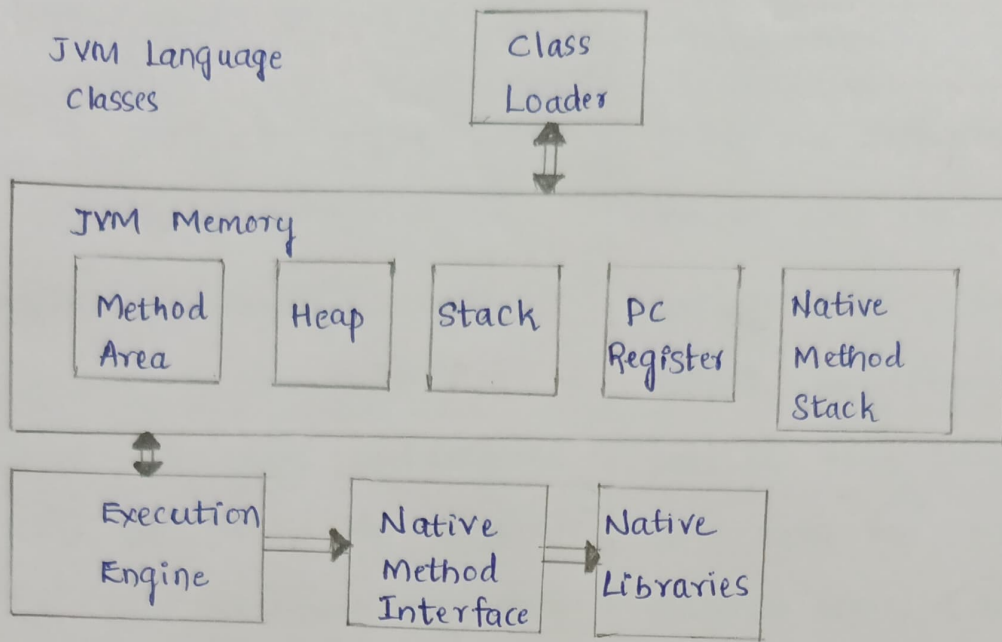 JVM Language
Classes
Class
Loader
JVM Memory
Method
Area
Heap
Stack
PC
Register
Native
Method
Stack
Execution
Engine
Native
Method
Interface
Native
Libraries